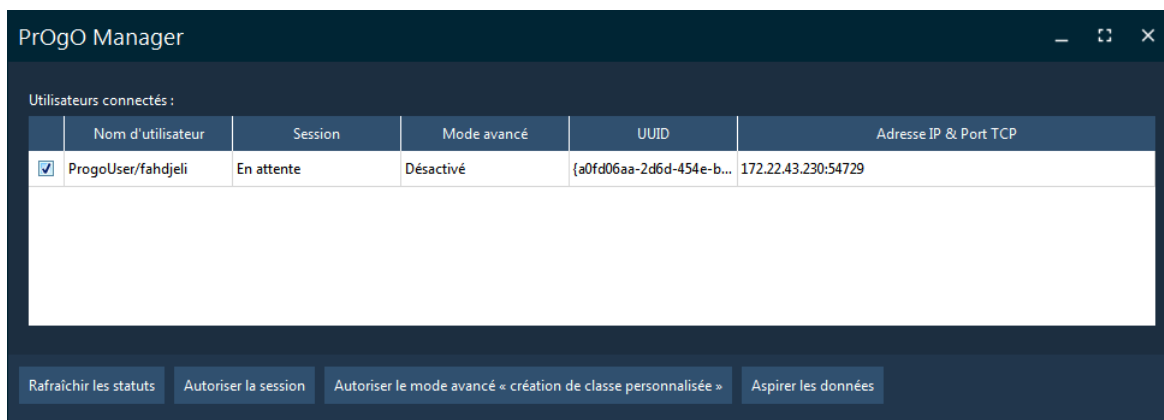 PrOgO Manager
Utilisateurs connectés :
Nom d'utilisateur Session Mode avancé UUID Adresse IP & Port TCP
ProgoUser/fahdjeli En attente Désactivé {a0fd06aa-2d6d-454e-b... 172.22.43.230:54729
Rafraîchir les statuts Autoriser la session Autoriser le mode avancé « création de classe personnalisée » Aspirer les données